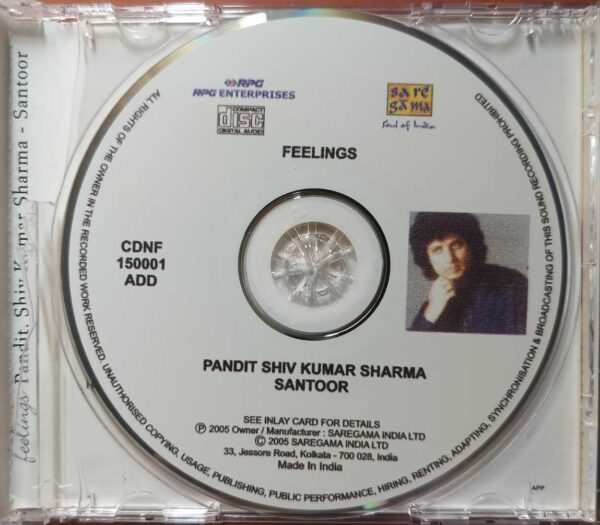 feelings Pandit. Shiv Kumar Sharma - Santoor
RPG
RPG ENTERPRISES
COMPACT
disc
DIGITAL AUDIO
sa re
ga ma
Soul of India
FEELINGS
CDNF
150001
ADD
PANDIT SHIV KUMAR SHARMA
SANTOOR
SEE INLAY CARD FOR DETAILS
Ⓟ 2005 Owner / Manufacturer : SAREGAMA INDIA LTD
© 2005 SAREGAMA INDIA LTD
33, Jessore Road, Kolkata - 700 028, India
Made In India
ALL RIGHTS OF THE OWNER IN THE RECORDED WORK RESERVED. UNAUTHORISED COPYING, USAGE, PUBLISHING, PUBLIC PERFORMANCE, HIRING, RENTING, ADAPTING, SYNCHRONISATION & BROADCASTING OF THIS SOUND RECORDING PROHIBITED
APP